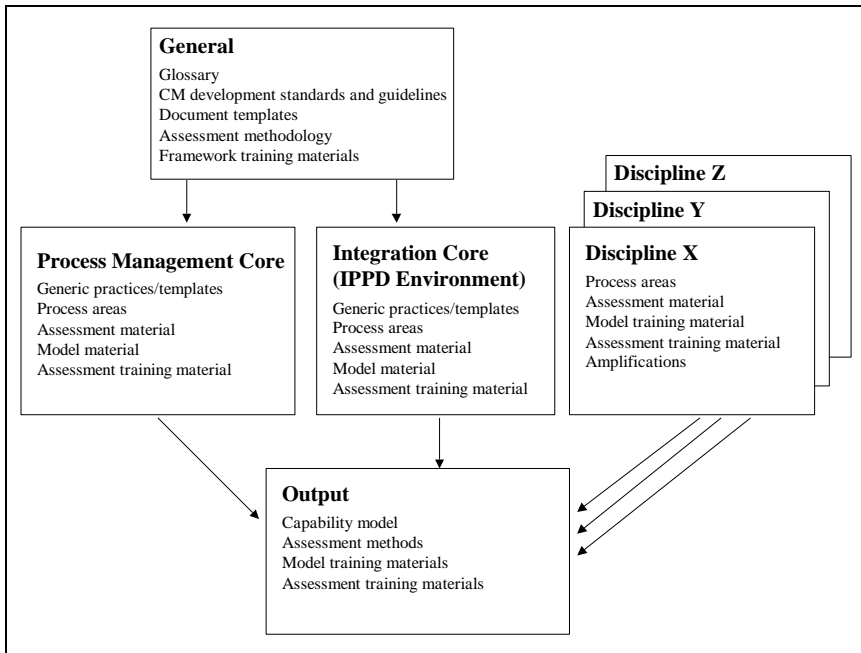 General
Glossary
CM development standards and guidelines
Document templates
Assessment methodology
Framework training materials
Discipline Z
Discipline Y
Process Management Core
Generic practices/templates
Process areas
Assessment material
Model material
Assessment training material
Integration Core
(IPPD Environment)
Generic practices/templates
Process areas
Assessment material
Model material
Assessment training material
Discipline X
Process areas
Assessment material
Model training material
Assessment training material
Amplifications
Output
Capability model
Assessment methods
Model training materials
Assessment training materials